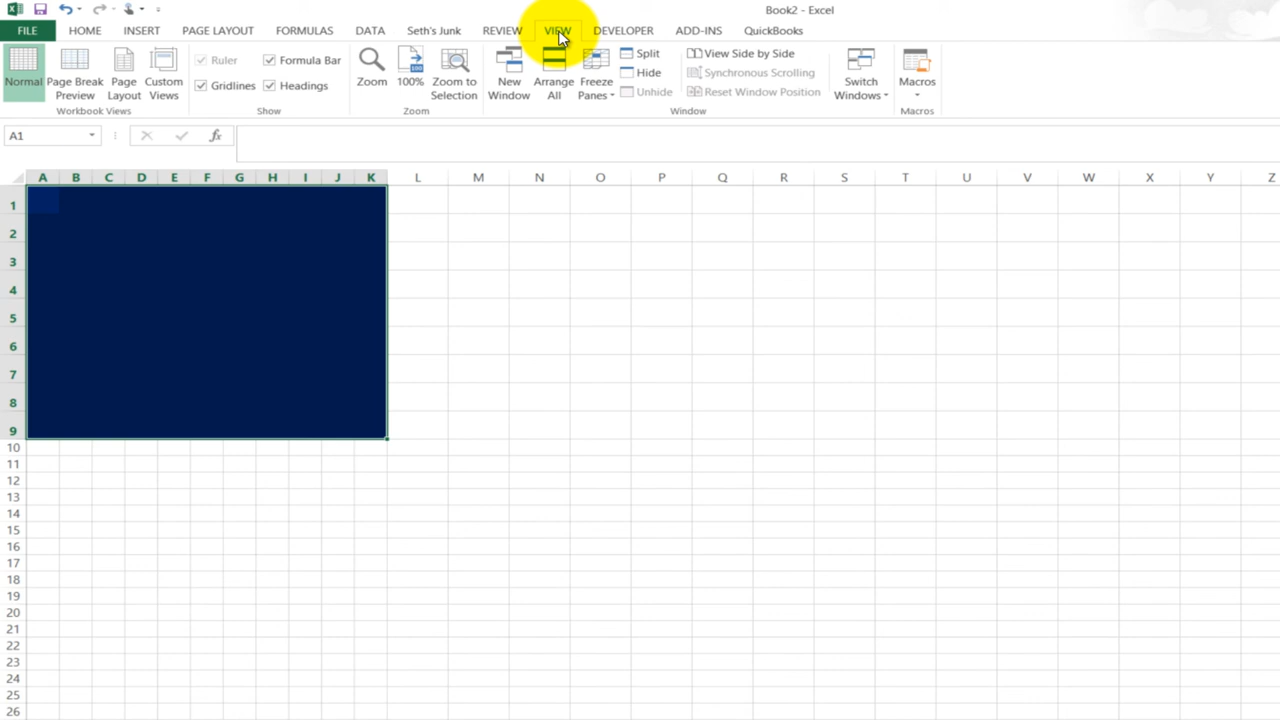 Book2 - Excel
FILE HOME INSERT PAGE LAYOUT FORMULAS DATA Seth's Junk REVIEW VIEW DEVELOPER ADD-INS QuickBooks
Normal
Page Break Preview
Page Layout
Custom Views
Workbook Views
Ruler
Formula Bar
Gridlines
Headings
Show
Zoom
100%
Zoom to Selection
Zoom
New Window
Arrange All
Freeze Panes
Split
Hide
Unhide
View Side by Side
Synchronous Scrolling
Reset Window Position
Window
Switch Windows
Macros
Macros
A1
fx
A B C D E F G H I J K L M N O P Q R S T U V W X Y Z
1
2
3
4
5
6
7
8
9
10
11
12
13
14
15
16
17
18
19
20
21
22
23
24
25
26